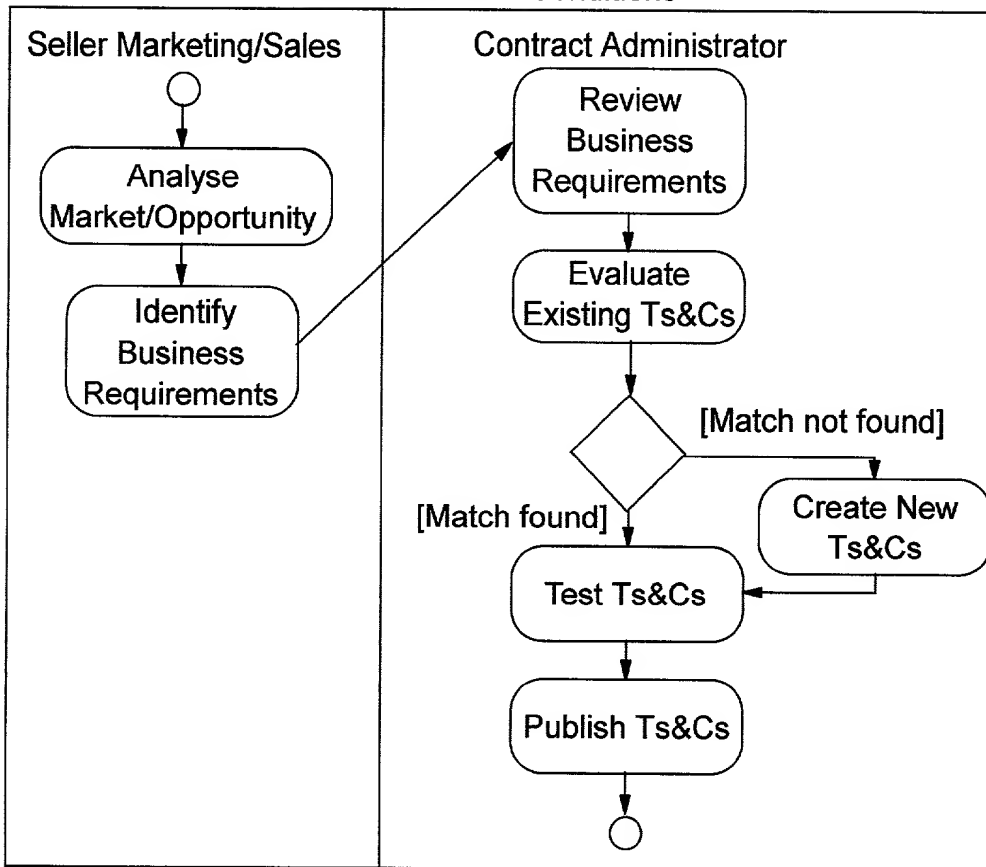 Seller Marketing/Sales
Analyse
Market/Opportunity
Identify
Business
Requirements
Contract Administrator
Review
Business
Requirements
Evaluate
Existing Ts&Cs
[Match not found]
[Match found]
Create New
Ts&Cs
Test Ts&Cs
Publish Ts&Cs